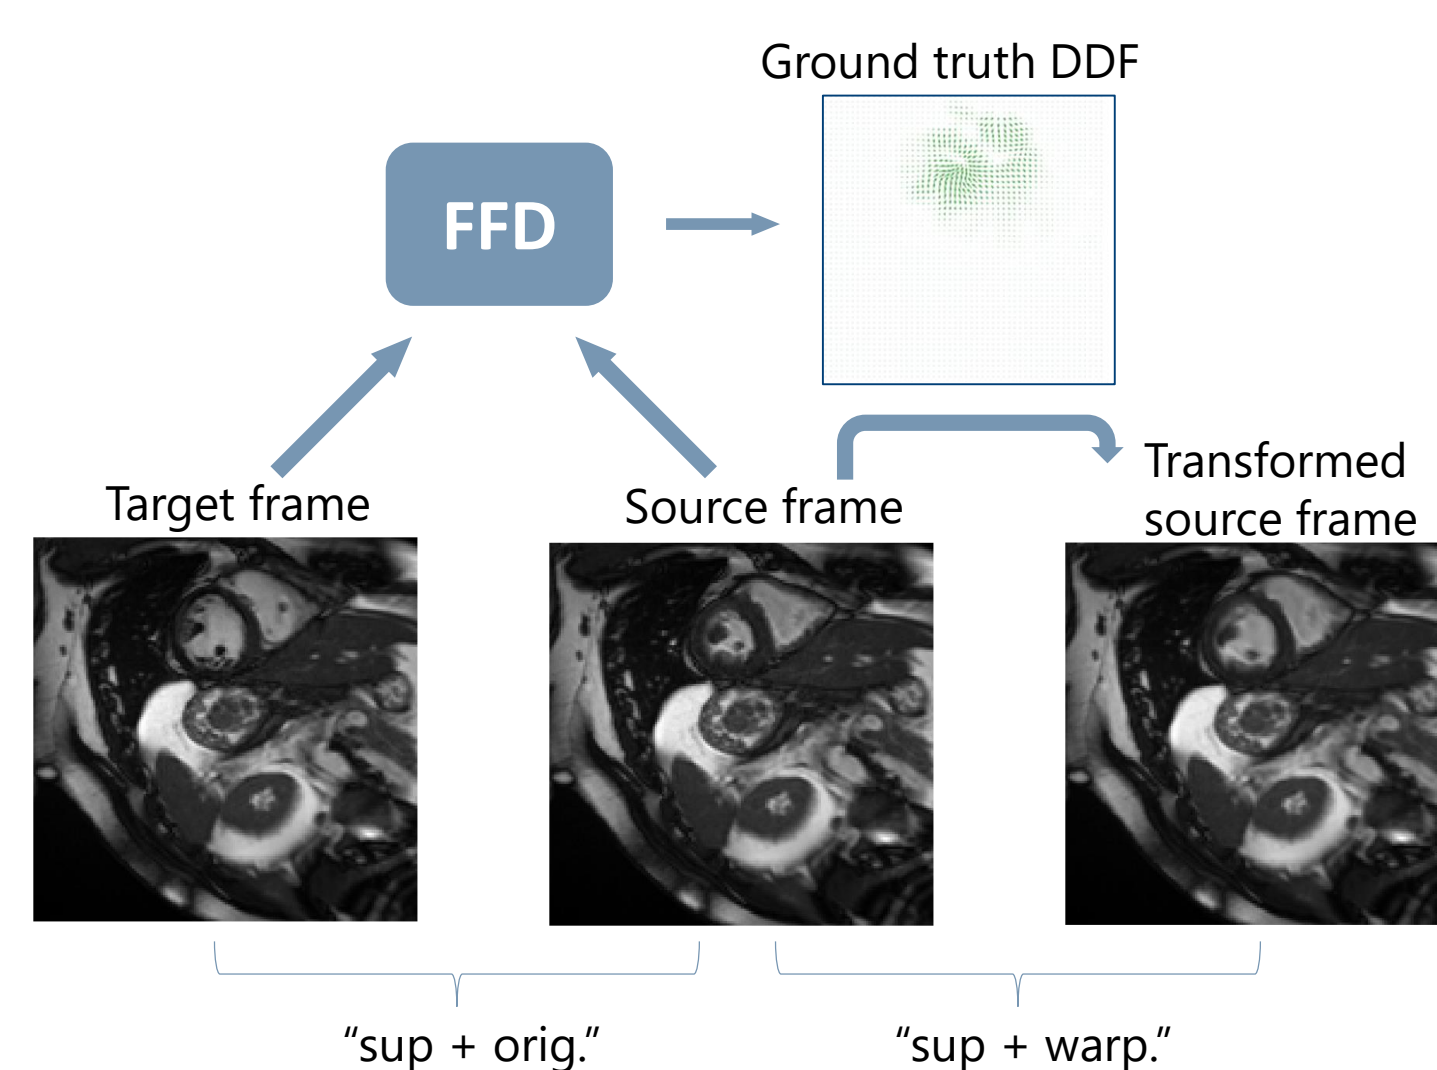 Ground truth DDF
FFD
Target frame
Source frame
Transformed
source frame
“sup + orig.”
“sup + warp.”